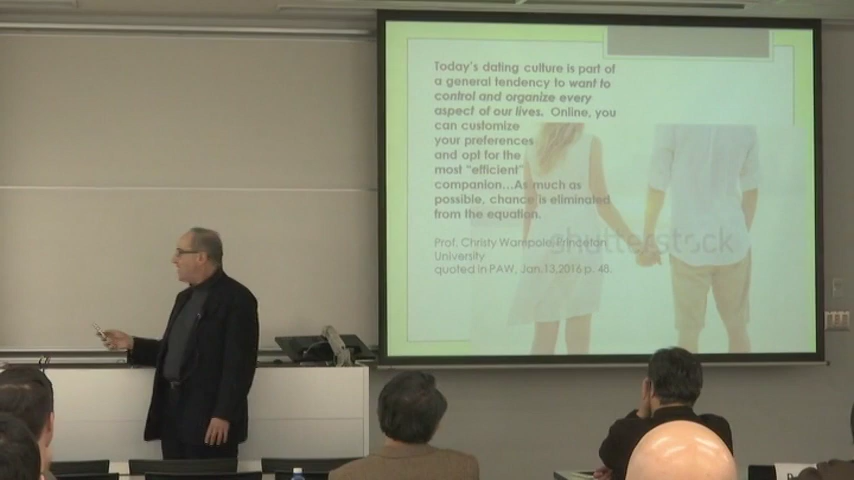 Today's dating culture is part of
a general tendency to want to
control and organize every
aspect of our lives. Online, you
can customize
your preferences
and opt for the
most "efficient"
companion...As much as
possible, chance is eliminated
from the equation.
Prof. Christy Wampole, Princeton
University
quoted in PAW, Jan.13,2016 p. 48.
shutterstock